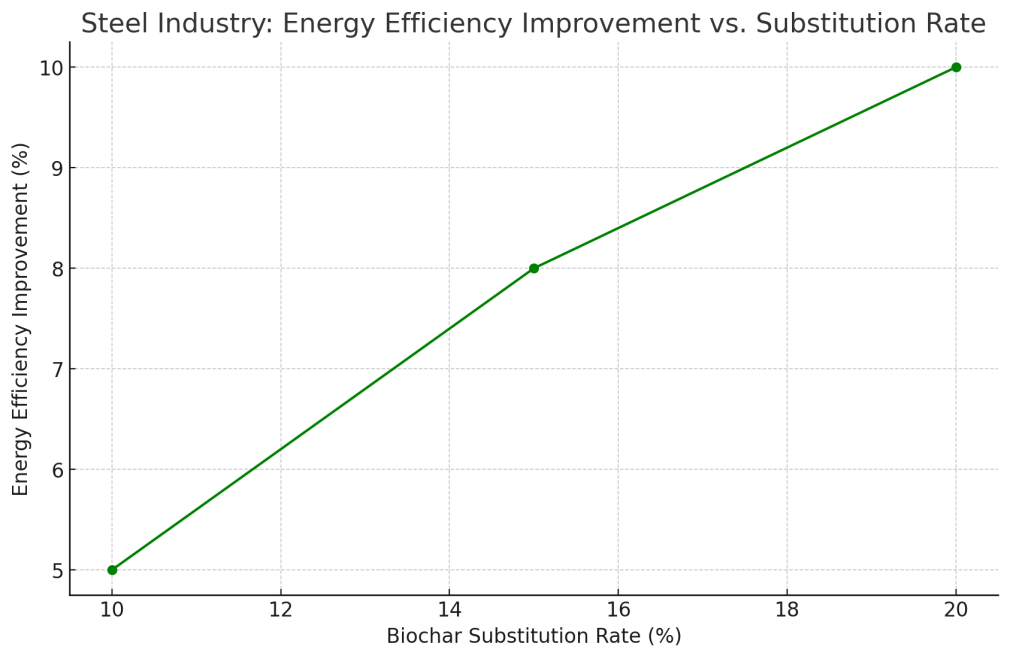 Steel Industry: Energy Efficiency Improvement vs. Substitution Rate
Energy Efficiency Improvement (%)
10
9
8
7
6
5
10 12 14 16 18 20
Biochar Substitution Rate (%)